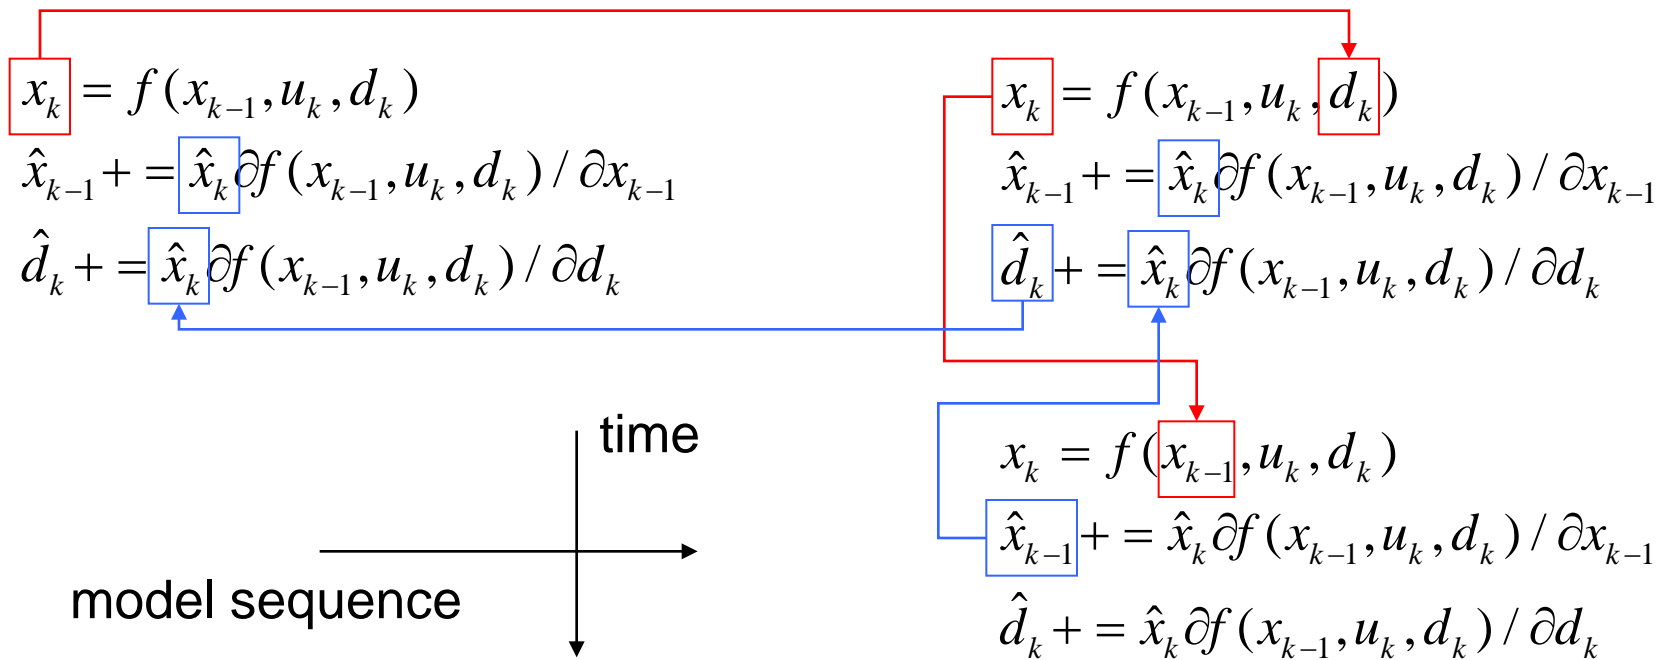 x_k = f(x_{k-1}, u_k, d_k)
x̂_{k-1} + = x̂_k ∂f(x_{k-1}, u_k, d_k) / ∂x_{k-1}
d̂_k + = x̂_k ∂f(x_{k-1}, u_k, d_k) / ∂d_k
x_k = f(x_{k-1}, u_k, d_k)
x̂_{k-1} + = x̂_k ∂f(x_{k-1}, u_k, d_k) / ∂x_{k-1}
d̂_k + = x̂_k ∂f(x_{k-1}, u_k, d_k) / ∂d_k
time
model sequence
x_k = f(x_{k-1}, u_k, d_k)
x̂_{k-1} + = x̂_k ∂f(x_{k-1}, u_k, d_k) / ∂x_{k-1}
d̂_k + = x̂_k ∂f(x_{k-1}, u_k, d_k) / ∂d_k